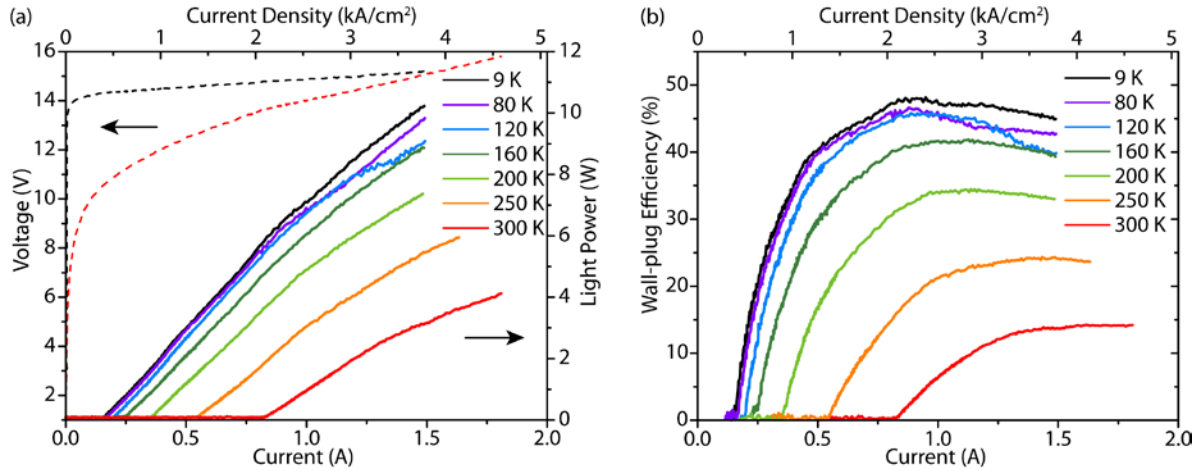 (a)
Current Density (kA/cm²)
0 1 2 3 4 5
16
14
12
10
8
6
4
2
Voltage (V)
12
10
8
6
4
2
0
Light Power (W)
9 K
80 K
120 K
160 K
200 K
250 K
300 K
0.0 0.5 1.0 1.5 2.0
Current (A)
(b)
Current Density (kA/cm²)
0 1 2 3 4 5
50
40
30
20
10
0
Wall-plug Efficiency (%)
9 K
80 K
120 K
160 K
200 K
250 K
300 K
0.0 0.5 1.0 1.5 2.0
Current (A)